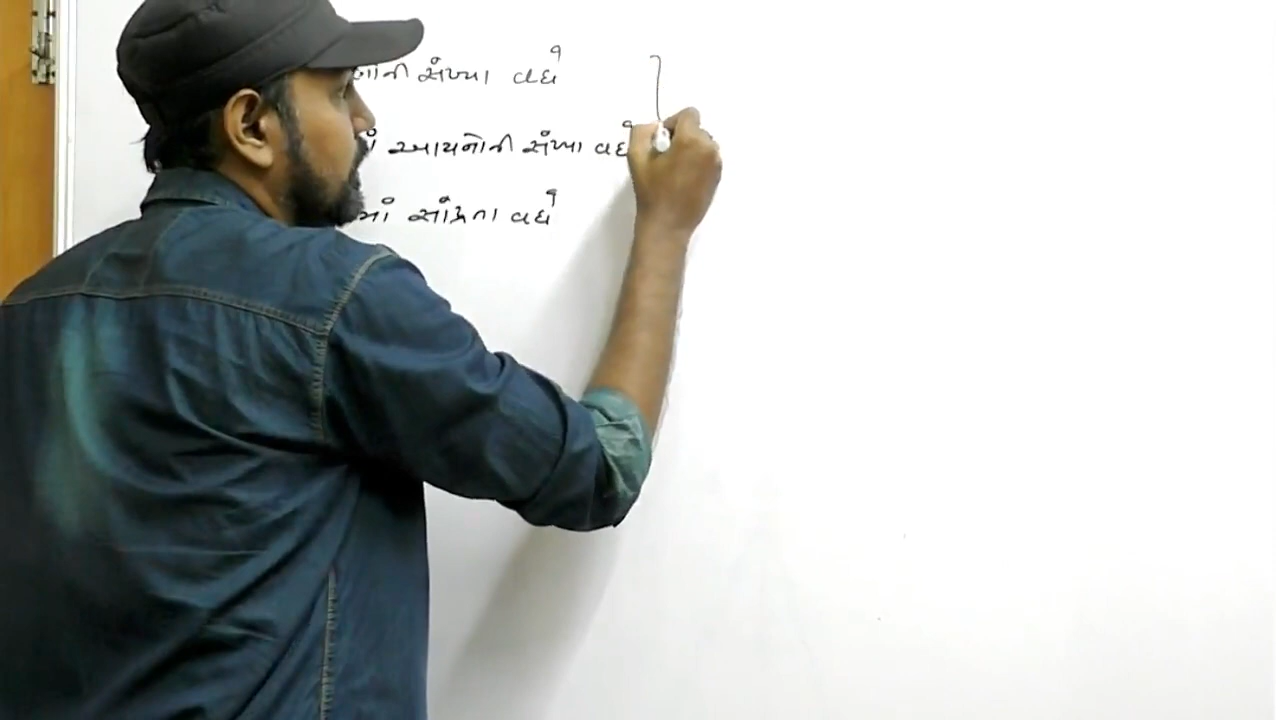 ની સંખ્યા વધે
માં આયનોની સંખ્યા વધે
માં સાંદ્રતા વધે